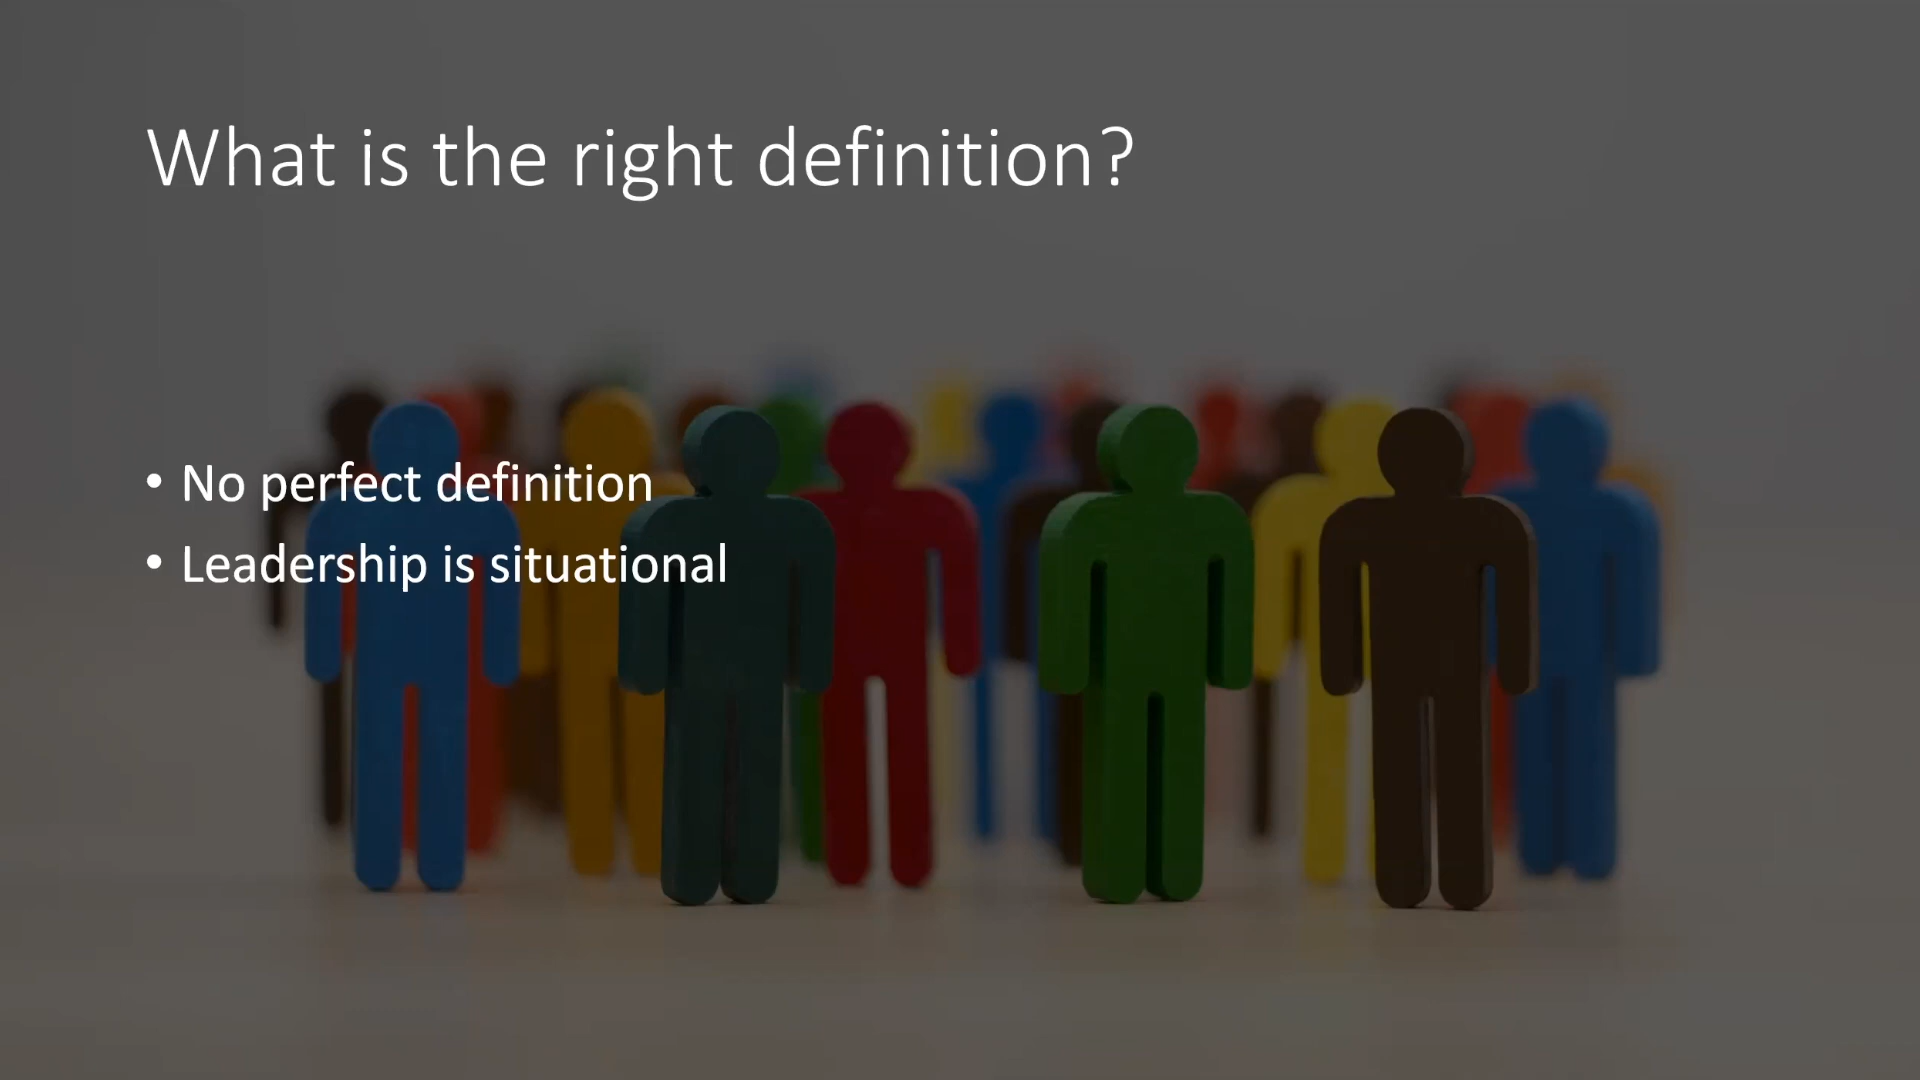 What is the right definition?
• No perfect definition
• Leadership is situational